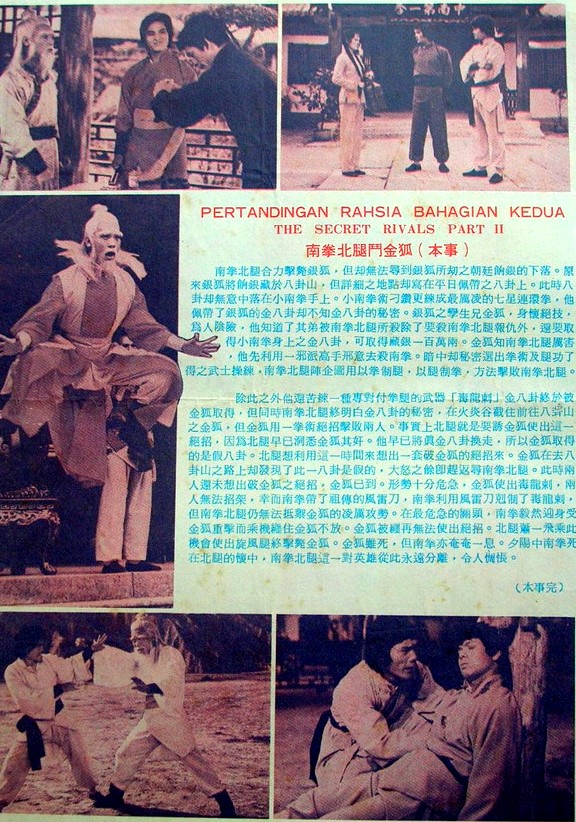 PERTANDINGAN RAHSIA BAHAGIAN KEDUA
THE SECRET RIVALS PART II
南拳北腿鬥金狐（本事）
南拳北腿合力擊斃銀狐，但却無法尋到銀狐所刧之朝廷餉銀的下落。原
來銀狐將餉銀藏於八卦山，但詳細之地點却寫在平日佩帶之八卦上。此時八
卦却無意中落在小南拳手上。小南拳術刁鑽更練成最厲凌的七星連環拳，他
佩帶了銀狐的金八卦却不知金八卦的秘密。銀狐之孿生兄金狐，身懷絕技，
爲人陰險，他知道了其弟被南拳北腿所殺除了要殺南拳北腿報仇外，還要取
得小南拳身上之金八卦，即可取得藏銀一百萬兩。金狐知南拳北腿厲害
，他先利用一邪派高手邪意去殺南拳。暗中却秘密選出拳術及腿功了
得之武士操練，南拳北腿陣企圖用以拳制腿，以腿制拳，方法擊敗南拳北腿。
除此之外他還苦練一種專對付拳腿的武器「毒龍刺」金八卦終於被
金狐取得，但同時南拳北腿終明白金八卦的秘密，在火炎谷截住前往八卦山
之金狐，但金狐用一拳術絕招擊敗兩人。事實上北腿就是要誘金狐使出這一
絕招，因爲北腿早已洞悉金狐其奸。他早已將眞金八卦換走，所以金狐取得
的是假八卦。北腿想利用這一時間來想出一套破金狐的絕招來。金狐在去八
卦山之路上却發現了此一八卦是假的，大怒之餘即趕返尋南拳北腿。此時兩
人還未想出破金狐之絕招，金狐已到。形勢十分危急，金狐使出毒龍刺，兩
人無法招架，幸而南拳帶了祖傳的風雷刀，南拳利用風雷刀剋制了毒龍刺，
但南拳北腿仍無法抵禦金狐的凌厲攻勢。在最危急的關頭，南拳毅然迎身受
金狐重擊而乘機纏住金狐不放。金狐被纏再無法使出絕招。北腿蕭一飛乘此
機會使出旋風腿終擊斃金狐。金狐雖死，但南拳亦奄奄一息。夕陽中南拳死
在北腿的懷中，南拳北腿這一對英雄從此永遠分離，令人惆悵。
（本事完）